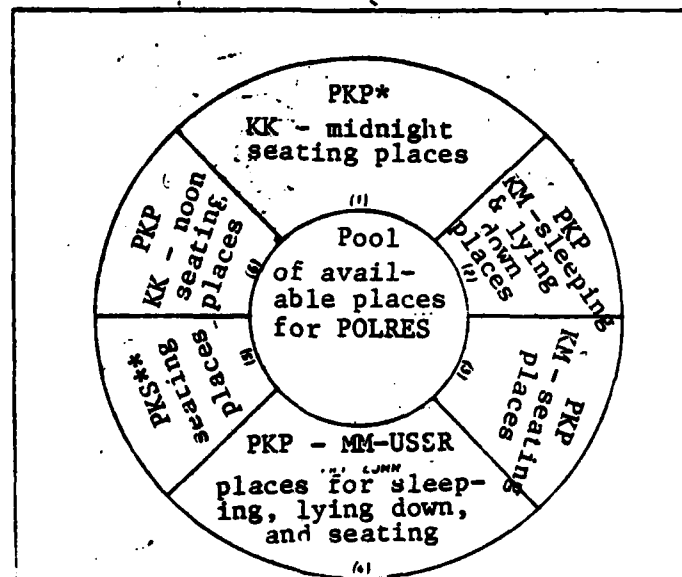 PKP*
KK - midnight
seating places
(1)
PKP
KM-sleeping
& lying
down
places
(2)
PKP
KM-seating
places
(3)
PKP - MM-USSR
places for sleep-
ing, lying down,
and seating
(4)
PKS**
seating
places
(5)
PKP
KK - noon
seating
places
(6)
Pool
of avail-
able places
for POLRES